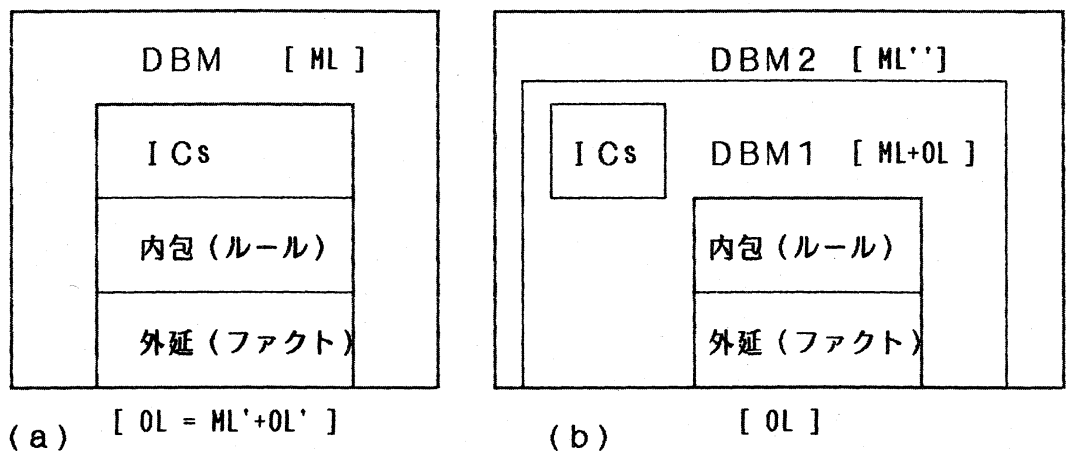 DBM [ ML ]
ICs
内包(ルール)
外延(ファクト)
[ OL = ML'+OL' ]
(a)
DBM2 [ ML'']
ICs
DBM1 [ ML+OL ]
内包(ルール)
外延(ファクト)
[ OL ]
(b)